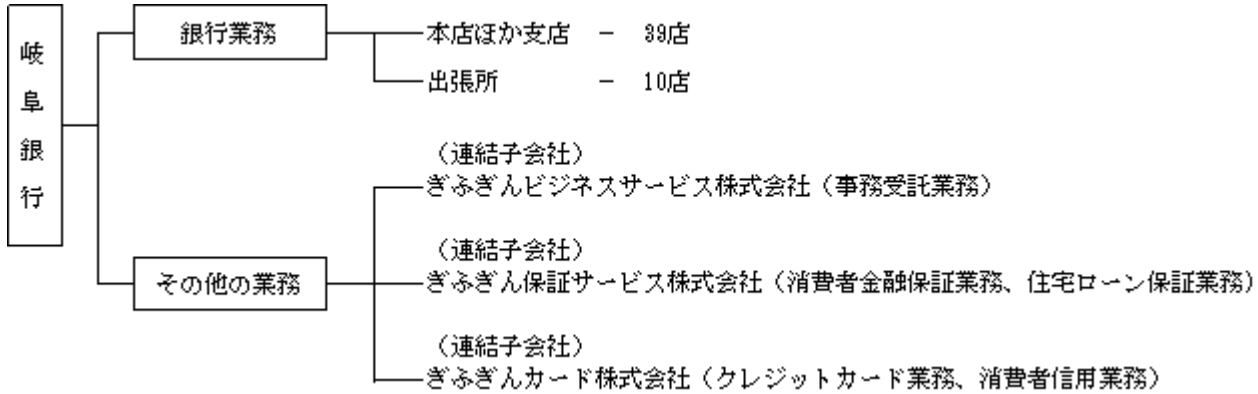 岐阜銀行
銀行業務
本店ほか支店 － 39店
出張所 － 10店
（連結子会社）
ぎふぎんビジネスサービス株式会社（事務受託業務）
その他の業務
（連結子会社）
ぎふぎん保証サービス株式会社（消費者金融保証業務、住宅ローン保証業務）
（連結子会社）
ぎふぎんカード株式会社（クレジットカード業務、消費者信用業務）